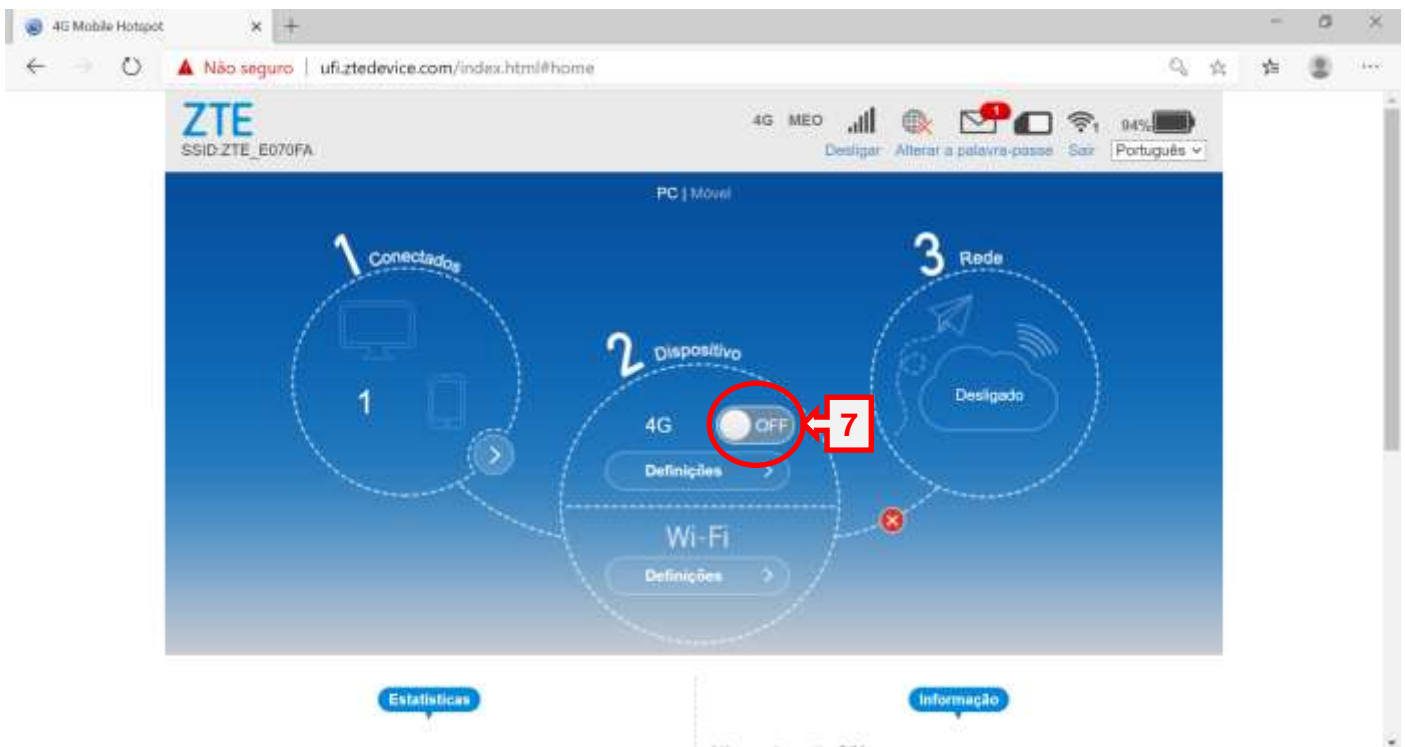 4G Mobile Hotspot
Não seguro | ufi.ztedevice.com/index.html#home
ZTE
SSID:ZTE_E070FA
4G MEO 1 1 94%
Desligar Alterar a palavra-passe Sair Português
PC | Móvel
1 Conectados
3 Rede
2 Dispositivo
1
Desligado
4G OFF 7
Definições
Wi-Fi
Definições
Estatísticas
Informação